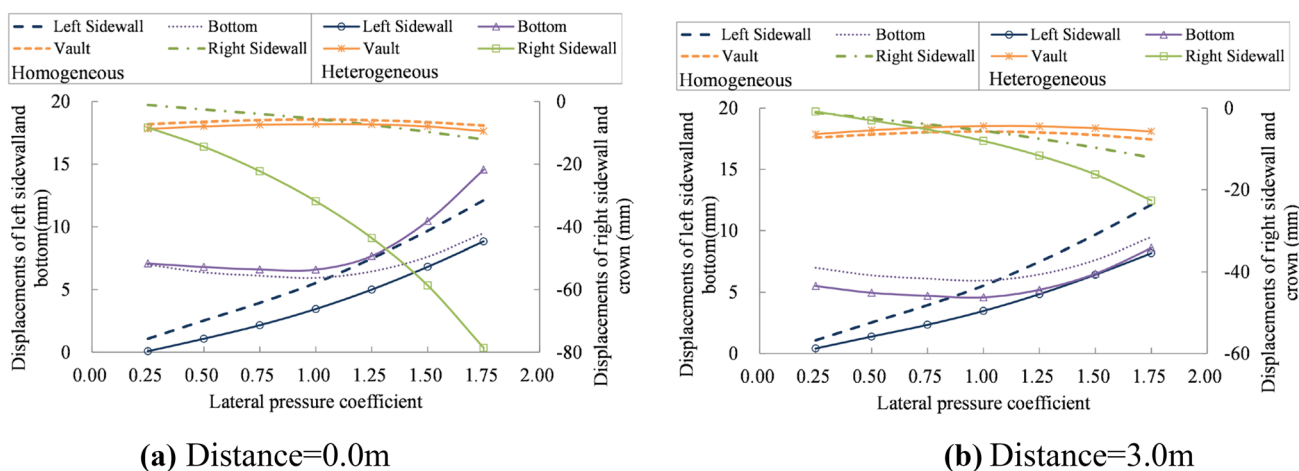 Left Sidewall Bottom Left Sidewall Bottom
Vault Right Sidewall Vault Right Sidewall
Homogeneous Heterogeneous
Displacements of left sidewalland
bottom(mm)
20
15
10
5
0
0
-20
-40
-60
-80
Displacements of right sidewall and
crown (mm)
0.00 0.25 0.50 0.75 1.00 1.25 1.50 1.75 2.00
Lateral pressure coefficient
(a) Distance=0.0m
Left Sidewall Bottom Left Sidewall Bottom
Vault Right Sidewall Vault Right Sidewall
Homogeneous Heterogeneous
Displacements of left sidewalland
bottom(mm)
20
15
10
5
0
0
-20
-40
-60
Displacements of right sidewall and
crown (mm)
0.00 0.25 0.50 0.75 1.00 1.25 1.50 1.75 2.00
Lateral pressure coefficient
(b) Distance=3.0m